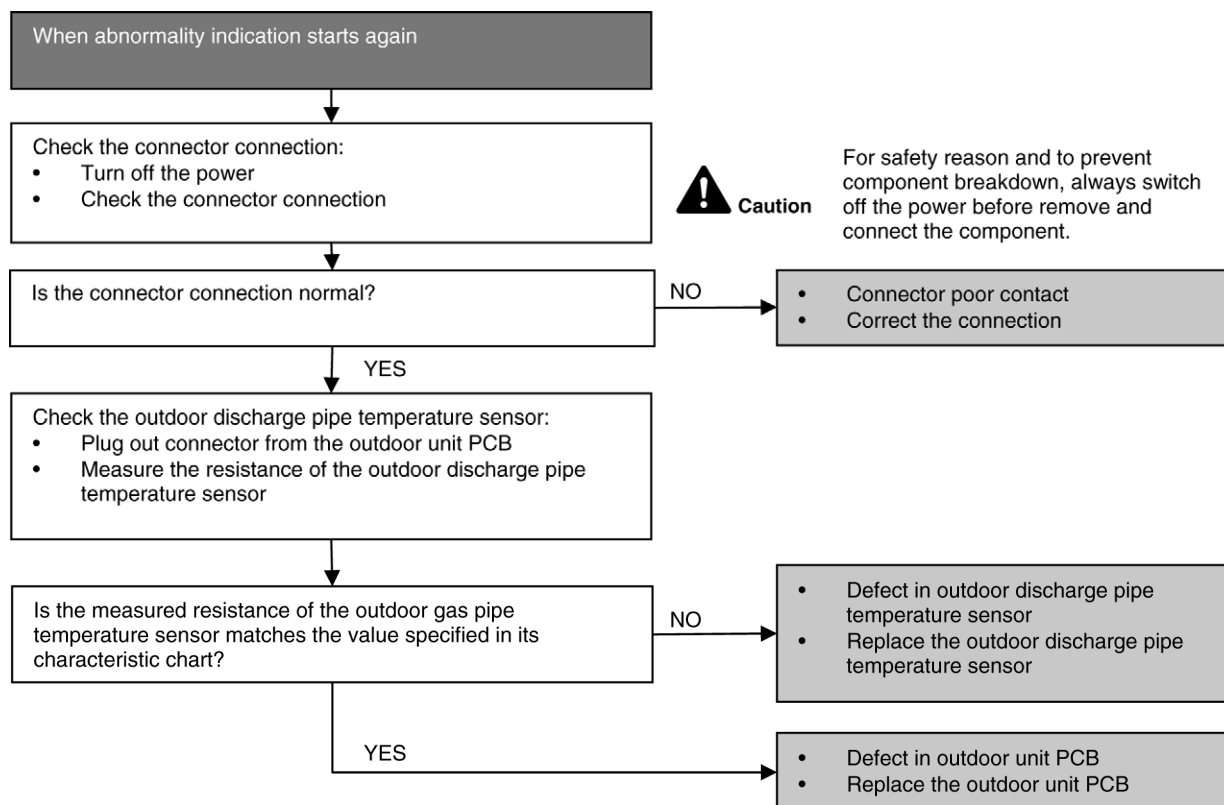 When abnormality indication starts again
Check the connector connection:
• Turn off the power
• Check the connector connection
Caution
For safety reason and to prevent
component breakdown, always switch
off the power before remove and
connect the component.
Is the connector connection normal?
NO
• Connector poor contact
• Correct the connection
YES
Check the outdoor discharge pipe temperature sensor:
• Plug out connector from the outdoor unit PCB
• Measure the resistance of the outdoor discharge pipe
temperature sensor
Is the measured resistance of the outdoor gas pipe
temperature sensor matches the value specified in its
characteristic chart?
NO
• Defect in outdoor discharge pipe
temperature sensor
• Replace the outdoor discharge pipe
temperature sensor
YES
• Defect in outdoor unit PCB
• Replace the outdoor unit PCB